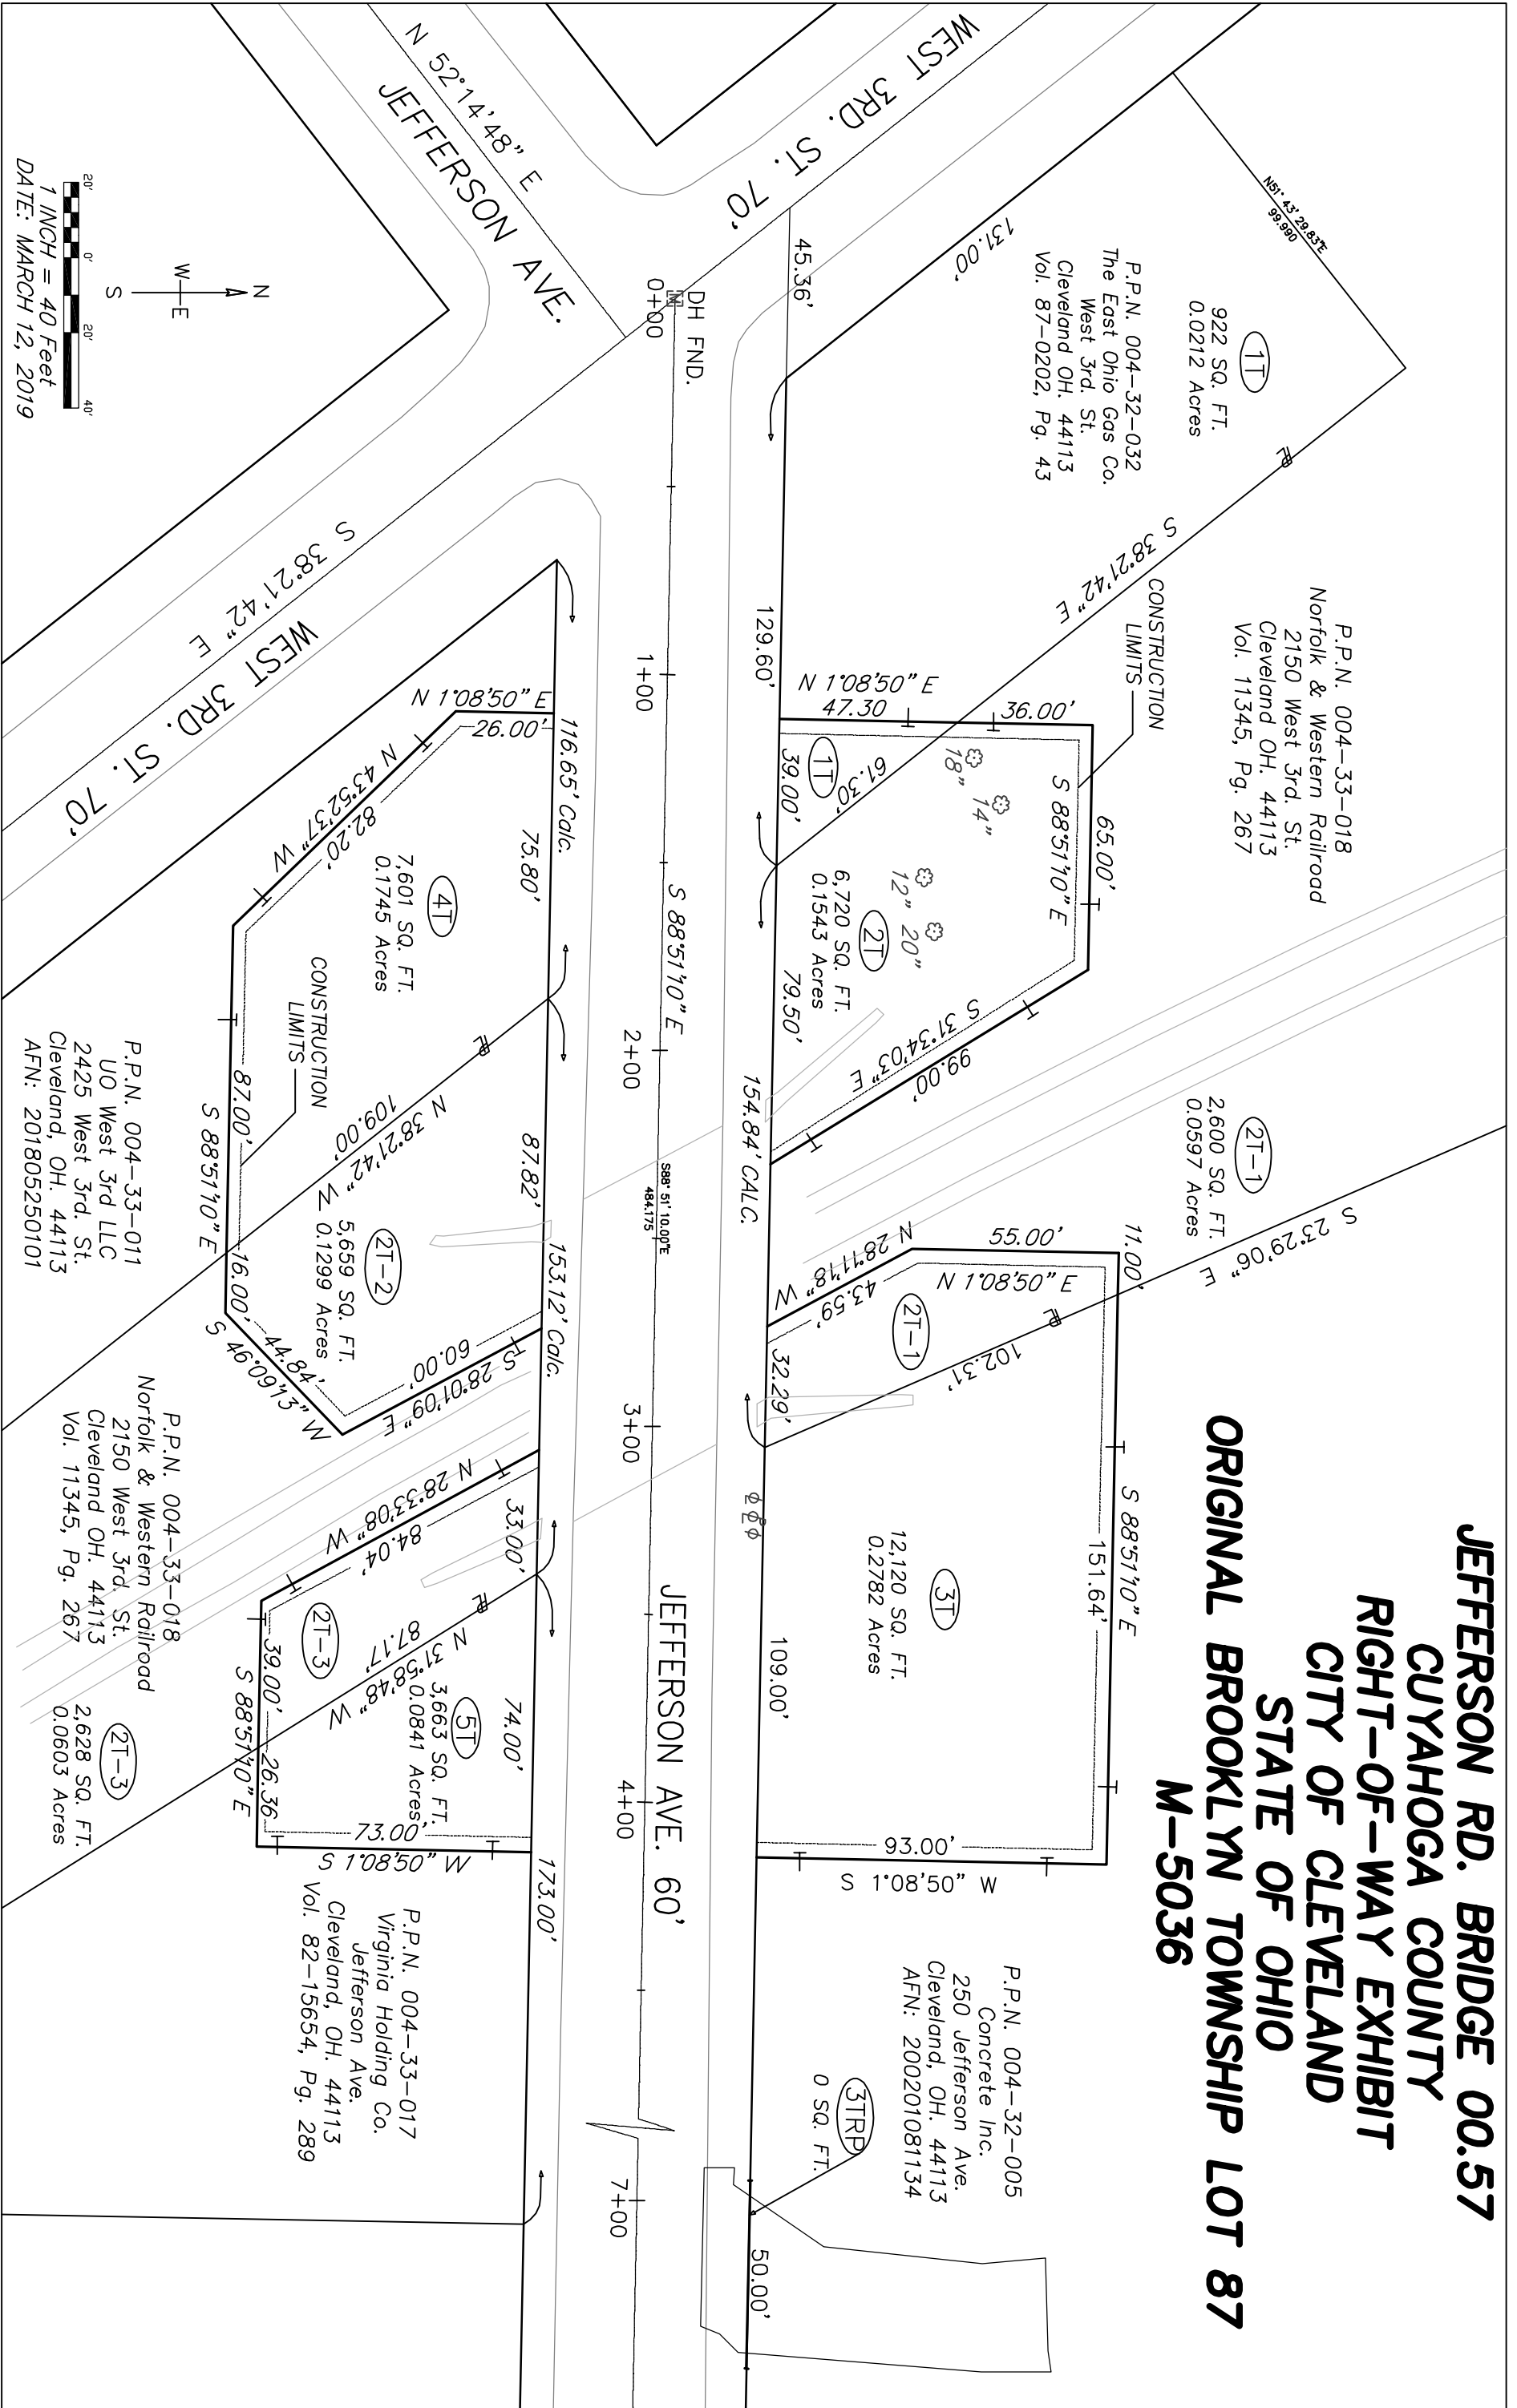 JEFFERSON RD. BRIDGE 00.57
CUYAHOGA COUNTY
RIGHT-OF-WAY EXHIBIT
CITY OF CLEVELAND
STATE OF OHIO
ORIGINAL BROOKLYN TOWNSHIP LOT 87
M-5036
WEST 3RD. ST. 70'
N51° 43' 29.83"E
99.990
131.00'
45.36'
1T
922 SQ. FT.
0.0212 Acres
P.P.N. 004-32-032
The East Ohio Gas Co.
West 3rd. St.
Cleveland OH. 44113
Vol. 87-0202, Pg. 43
P.P.N. 004-33-018
Norfolk & Western Railroad
2150 West 3rd. St.
Cleveland OH. 44113
Vol. 11345, Pg. 267
S 38°21'42" E
CONSTRUCTION
LIMITS
129.60'
N 1°08'50" E
47.30
36.00'
1T
39.00'
61.30'
18"
14"
12"
20"
S 88°51'10" E
65.00'
2T
6,720 SQ. FT.
0.1543 Acres
79.50'
S 31°34'03" E
99.00'
154.84' CALC.
2T-1
2,600 SQ. FT.
0.0597 Acres
S 23°29'06" E
11.00'
55.00'
N 1°08'50" E
N 28°11'18" W
43.59'
2T-1
32.29'
102.31'
S 88°51'10" E
151.64'
3T
12,120 SQ. FT.
0.2782 Acres
109.00'
93.00'
S 1°08'50" W
P.P.N. 004-32-005
Concrete Inc.
250 Jefferson Ave.
Cleveland, OH. 44113
AFN: 200201081134
3TRP
0 SQ. FT.
50.00'
N 52°14'48" E
JEFFERSON AVE.
DH FND.
M
0+00
1+00
S 88°51'10" E
2+00
S88° 51' 10.00"E
484.175
3+00
JEFFERSON AVE. 60'
4+00
7+00
S 38°21'42" E
WEST 3RD. ST. 70'
N 1°08'50" E
26.00'
116.65' Calc.
75.80'
N 43°52'37" W
82.20'
4T
7,601 SQ. FT.
0.1745 Acres
CONSTRUCTION
LIMITS
87.00'
S 88°51'10" E
N 38°21'42" W
109.00'
87.82'
153.12' Calc.
2T-2
5,659 SQ. FT.
0.1299 Acres
16.00'
S 46°09'13" W
44.84'
S 28°01'09" E
60.00'
N 28°33'08" W
84.04'
33.00'
2T-3
39.00'
S 88°51'10" E
26.36
N 31°58'48" W
87.17'
5T
3,663 SQ. FT.
0.0841 Acres
74.00'
73.00'
S 1°08'50" W
173.00'
P.P.N. 004-33-011
UO West 3rd LLC
2425 West 3rd. St.
Cleveland, OH. 44113
AFN: 201805250101
P.P.N. 004-33-018
Norfolk & Western Railroad
2150 West 3rd. St.
Cleveland OH. 44113
Vol. 11345, Pg. 267
2T-3
2,628 SQ. FT.
0.0603 Acres
P.P.N. 004-33-017
Virginia Holding Co.
Jefferson Ave.
Cleveland, OH. 44113
Vol. 82-15654, Pg. 289
N
W E
S
20' 0' 20' 40'
1 INCH = 40 Feet
DATE: MARCH 12, 2019